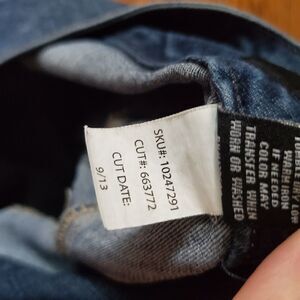 SKU#: 10247291
CUT#: 663772
CUT DATE:
9/13
WARM IRON
IF NEEDED
COLOR MAY
TRANSFER WHEN
WORN OR WASHED